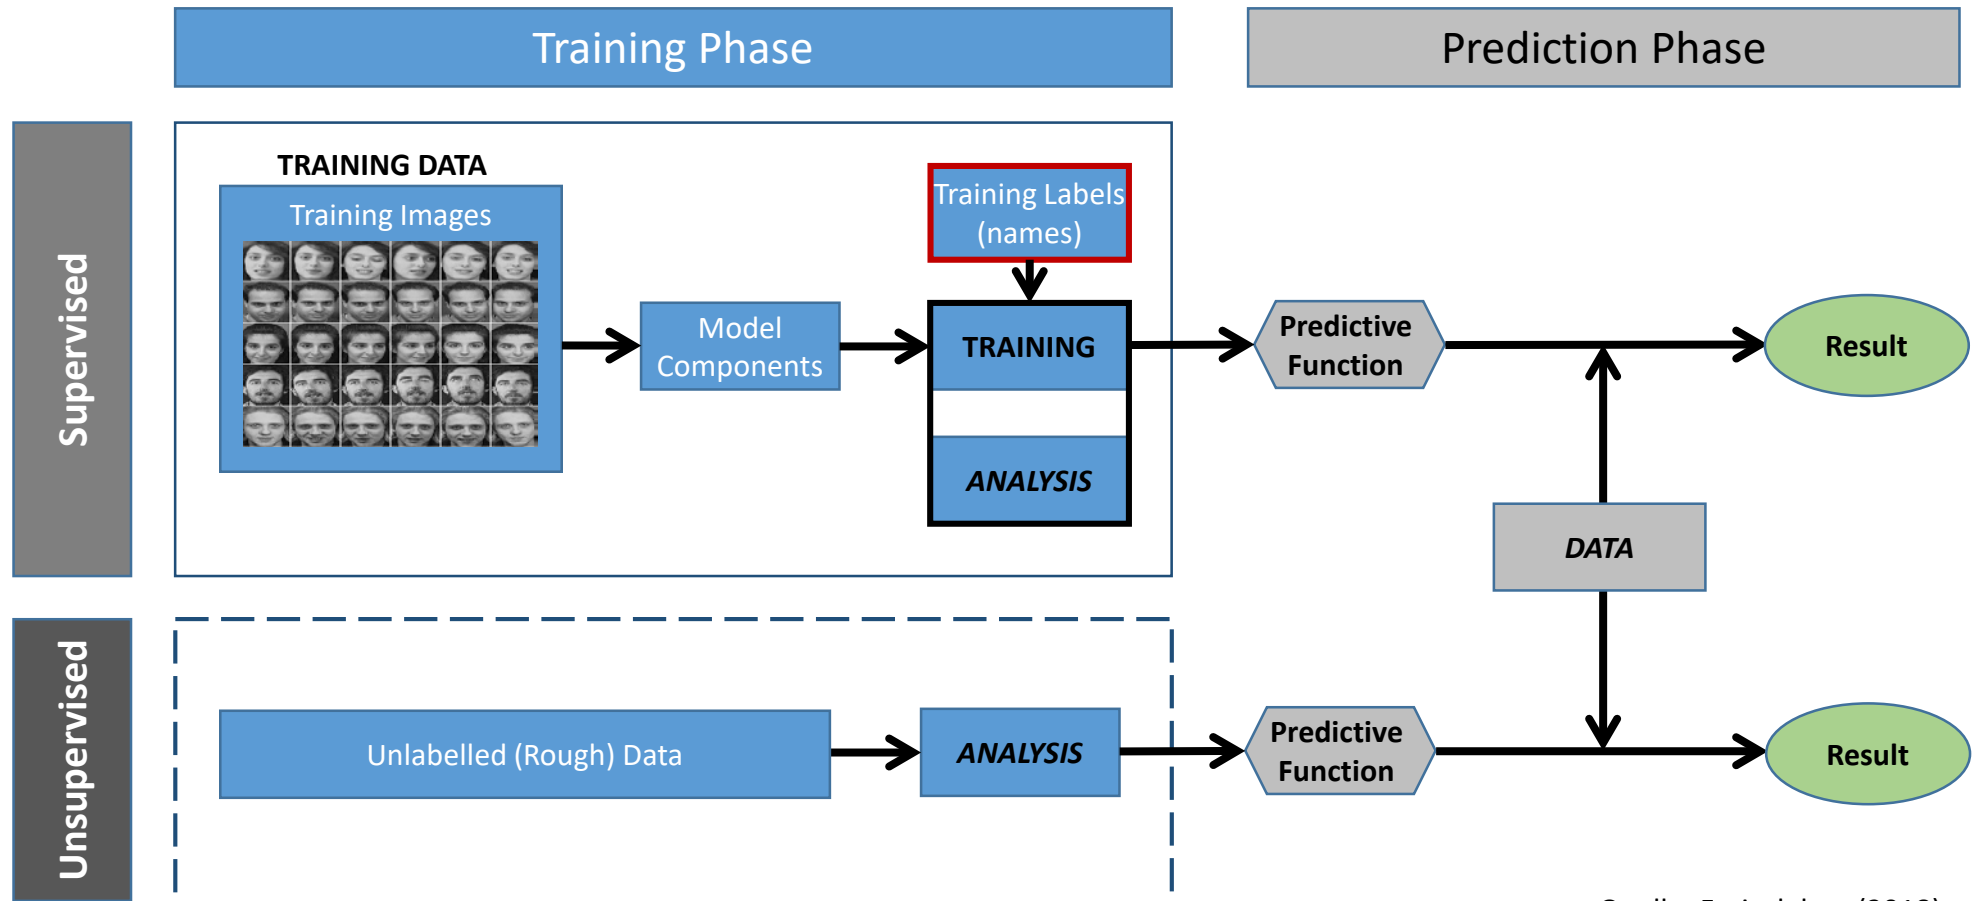 Training Phase
Prediction Phase
Supervised
TRAINING DATA
Training Images
Model
Components
Training Labels
(names)
TRAINING
ANALYSIS
Predictive
Function
Result
DATA
Unsupervised
Unlabelled (Rough) Data
ANALYSIS
Predictive
Function
Result